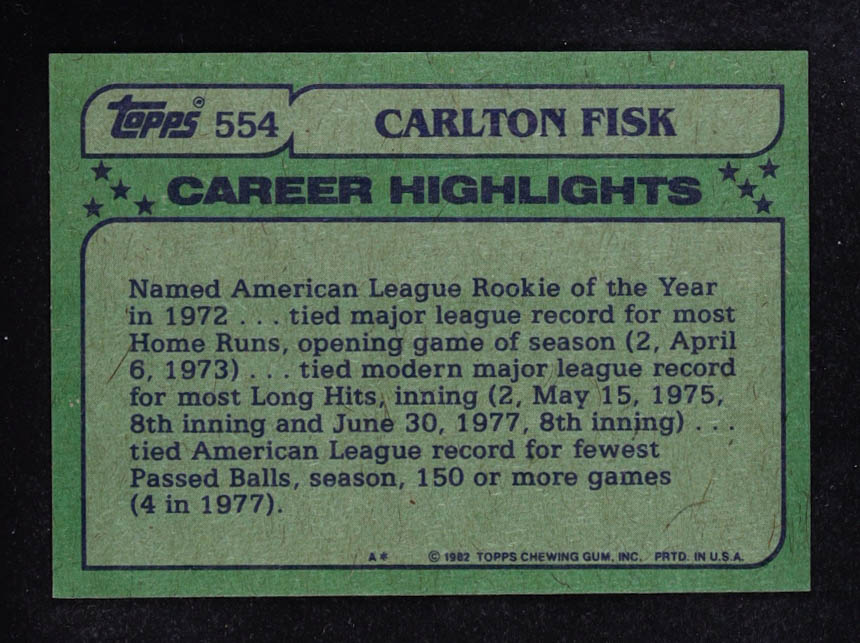 Topps® 554 CARLTON FISK
CAREER HIGHLIGHTS
Named American League Rookie of the Year
in 1972 . . . tied major league record for most
Home Runs, opening game of season (2, April
6, 1973) . . . tied modern major league record
for most Long Hits, inning (2, May 15, 1975,
8th inning and June 30, 1977, 8th inning) . . .
tied American League record for fewest
Passed Balls, season, 150 or more games
(4 in 1977).
A* © 1982 TOPPS CHEWING GUM, INC. PRTD. IN U.S.A.